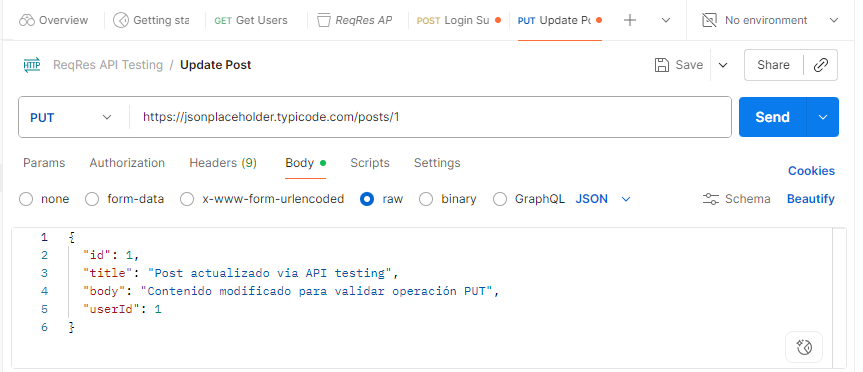 Overview Getting sta GET Get Users ReqRes AP POST Login Su PUT Update Po No environment
HTTP ReqRes API Testing / Update Post Save Share
PUT https://jsonplaceholder.typicode.com/posts/1 Send
Params Authorization Headers (9) Body Scripts Settings Cookies
none form-data x-www-form-urlencoded raw binary GraphQL JSON Schema Beautify
1 {
2 "id": 1,
3 "title": "Post actualizado via API testing",
4 "body": "Contenido modificado para validar operación PUT",
5 "userId": 1
6 }